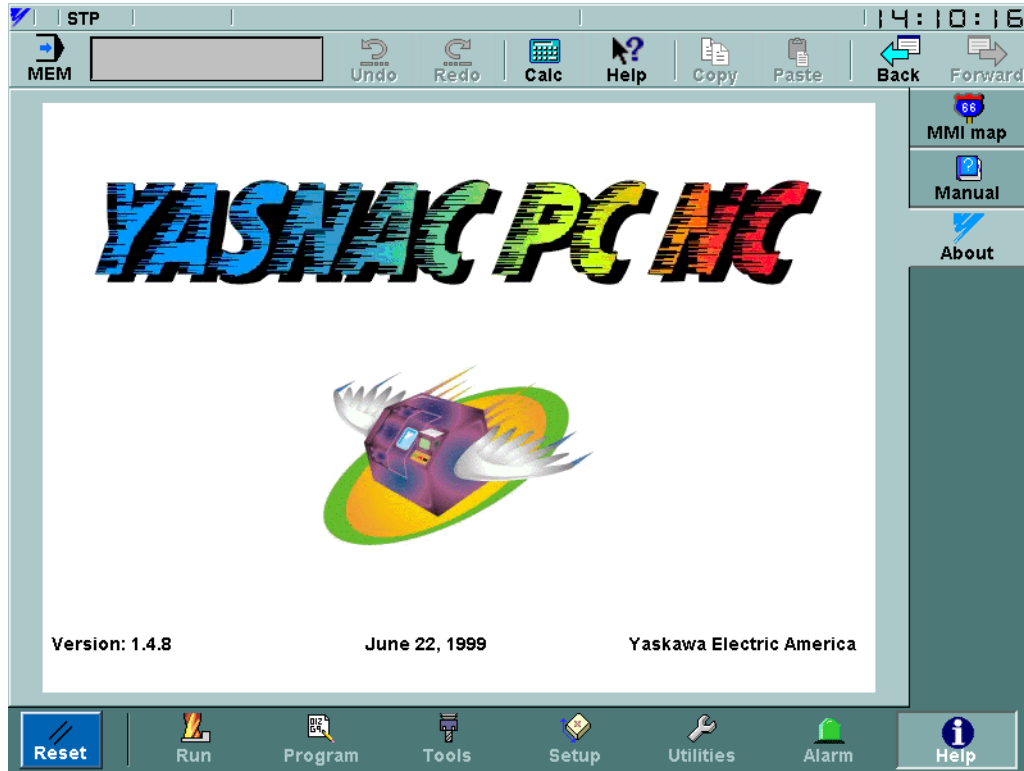 STP
14:10:16
MEM
Undo
Redo
Calc
Help
Copy
Paste
Back
Forward
66
MMI map
Manual
About
YASNAC PC NC
Version: 1.4.8
June 22, 1999
Yaskawa Electric America
Reset
Run
Program
Tools
Setup
Utilities
Alarm
Help